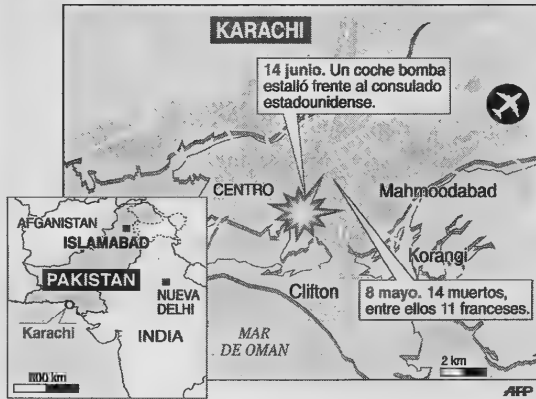 KARACHI
14 junio. Un coche bomba
estalló frente al consulado
estadounidense.
CENTRO
Mahmoodabad
Korangi
Clifton
8 mayo. 14 muertos,
entre ellos 11 franceses.
MAR
DE OMAN
2 km
AFGANISTAN
ISLAMABAD
PAKISTAN
NUEVA
DELHI
Karachi
INDIA
800 km
AFP